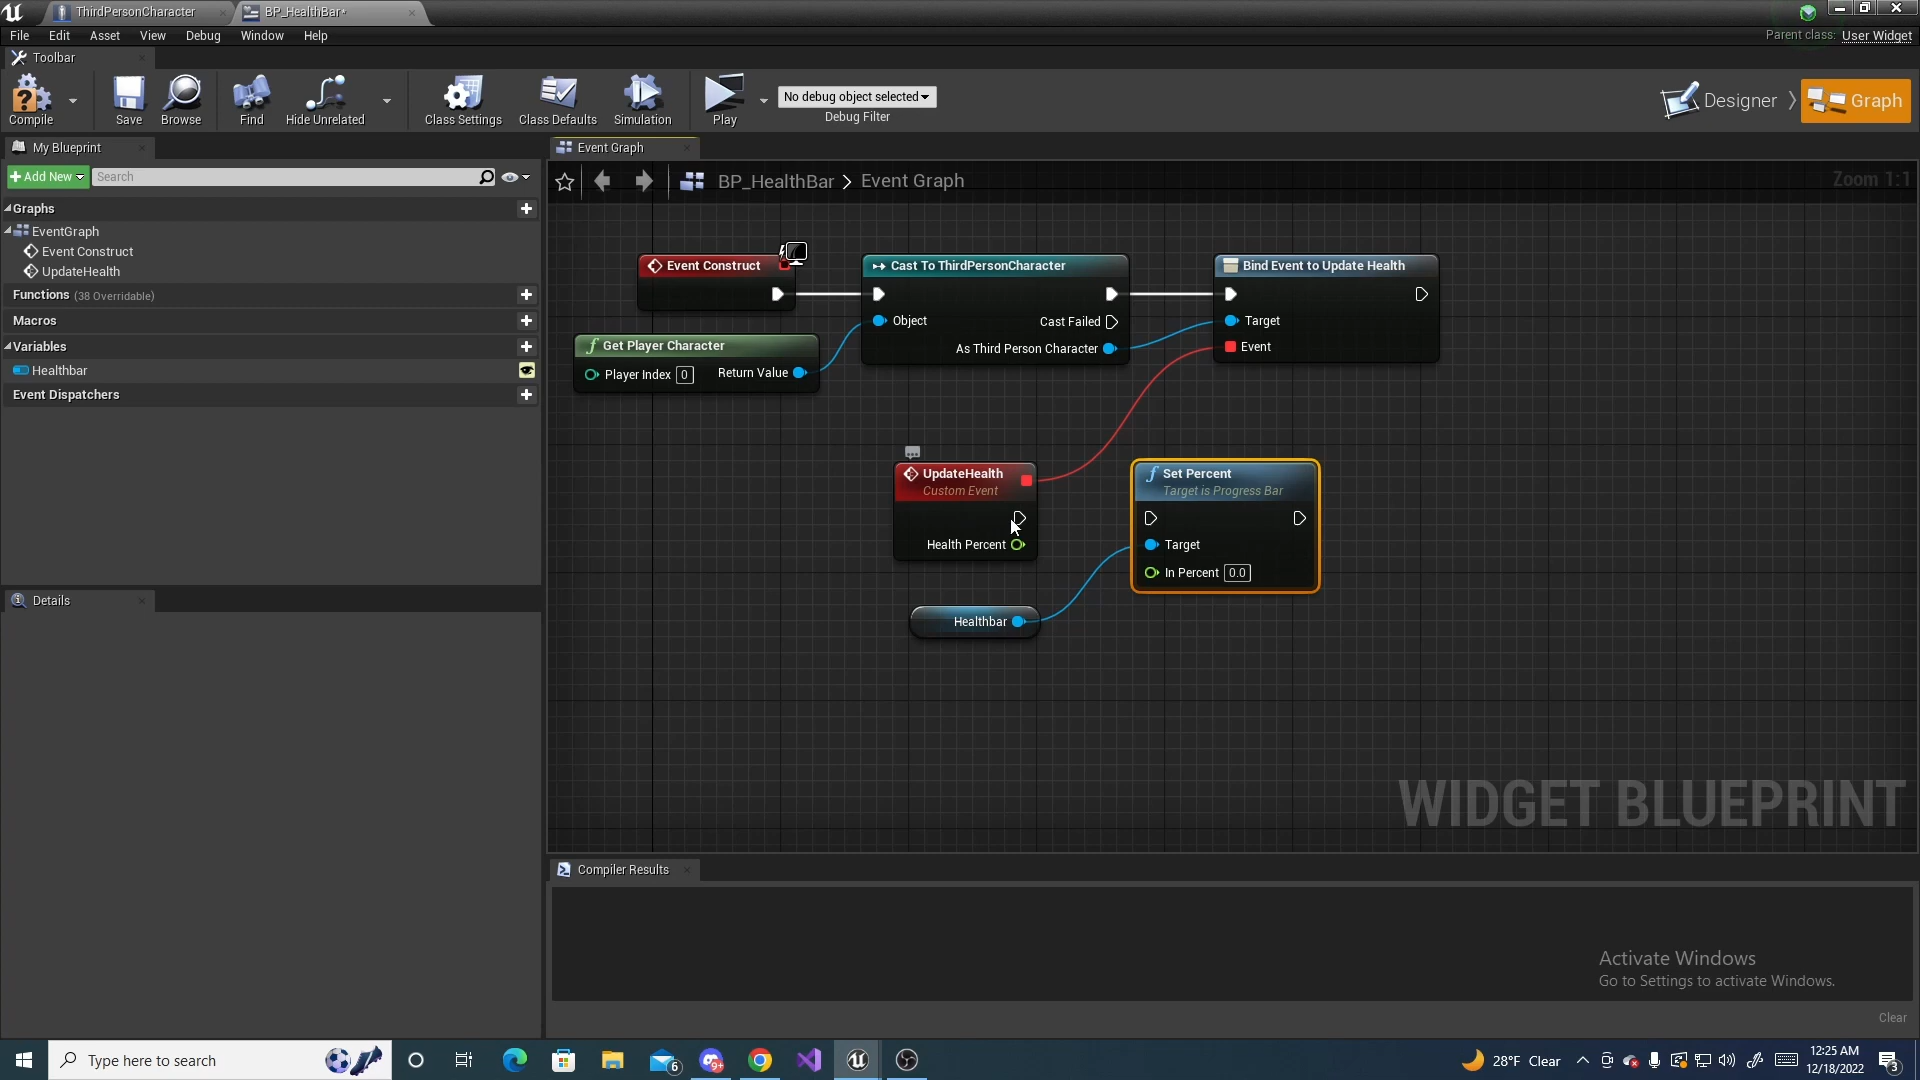 ThirdPersonCharacter
BP_HealthBar*
File Edit Asset View Debug Window Help
Parent class: User Widget
Toolbar
Compile
Save
Browse
Find
Hide Unrelated
Class Settings
Class Defaults
Simulation
Play
No debug object selected
Debug Filter
Designer
Graph
My Blueprint
Event Graph
+ Add New
Search
BP_HealthBar > Event Graph
Zoom 1:1
Graphs
EventGraph
Event Construct
UpdateHealth
Functions (38 Overridable)
Macros
Variables
Healthbar
Event Dispatchers
Event Construct
Cast To ThirdPersonCharacter
Object
Cast Failed
As Third Person Character
Bind Event to Update Health
Target
Event
Get Player Character
Player Index 0
Return Value
UpdateHealth
Custom Event
Health Percent
Set Percent
Target is Progress Bar
Target
In Percent 0.0
Healthbar
WIDGET BLUEPRINT
Details
Compiler Results
Activate Windows
Go to Settings to activate Windows.
Clear
Type here to search
6
9+
28°F Clear
12:25 AM
12/18/2022
3